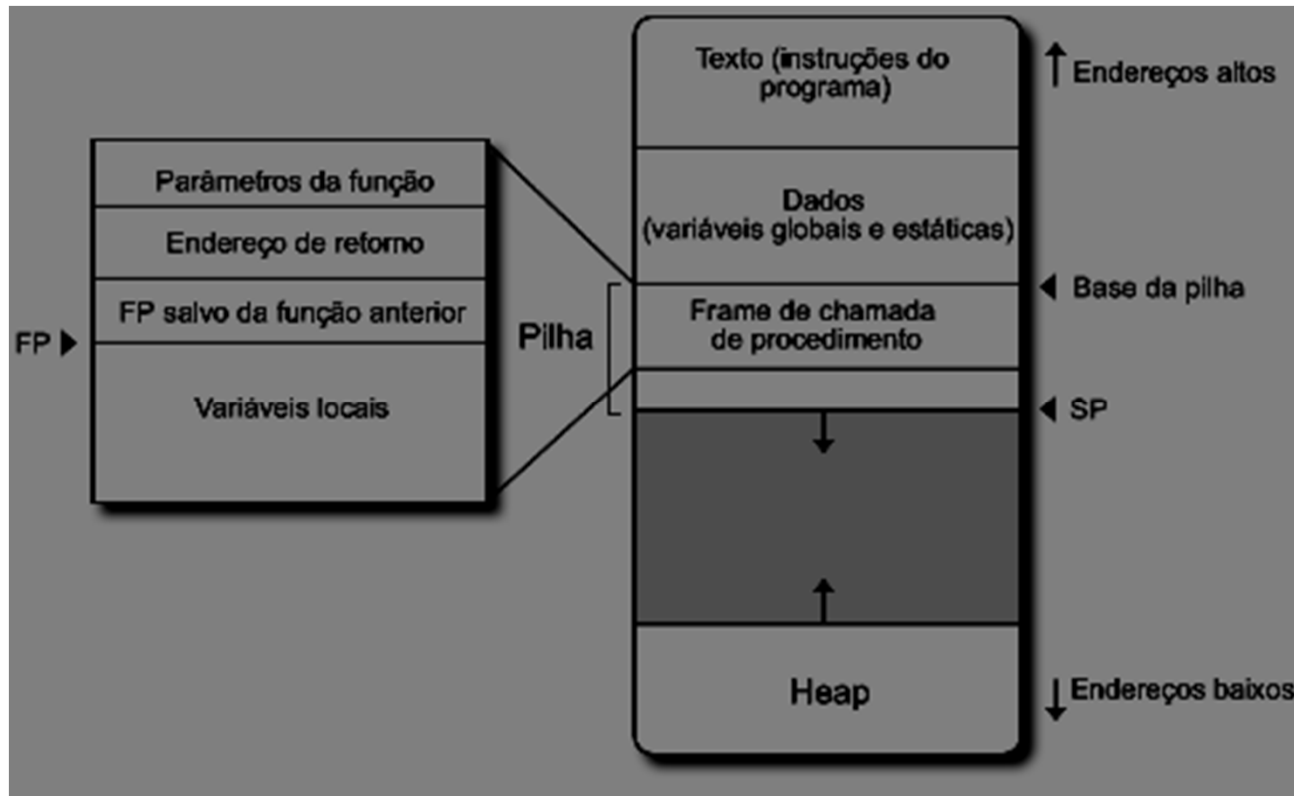 Texto (instruções do
programa)
Endereços altos
Parâmetros da função
Endereço de retorno
FP salvo da função anterior
FP
Variáveis locais
Dados
(variáveis globais e estáticas)
Base da pilha
Pilha
Frame de chamada
de procedimento
SP
Heap
Endereços baixos